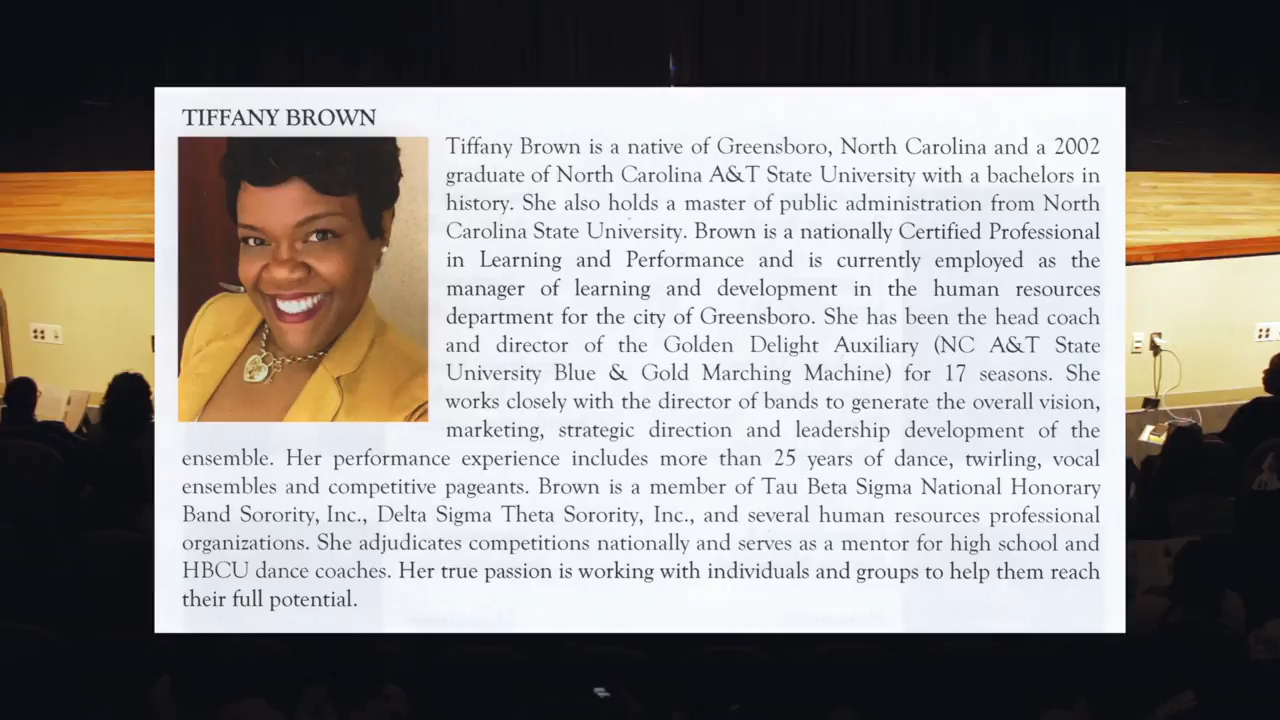 TIFFANY BROWN
Tiffany Brown is a native of Greensboro, North Carolina and a 2002
graduate of North Carolina A&T State University with a bachelors in
history. She also holds a master of public administration from North
Carolina State University. Brown is a nationally Certified Professional
in Learning and Performance and is currently employed as the
manager of learning and development in the human resources
department for the city of Greensboro. She has been the head coach
and director of the Golden Delight Auxiliary (NC A&T State
University Blue & Gold Marching Machine) for 17 seasons. She
works closely with the director of bands to generate the overall vision,
marketing, strategic direction and leadership development of the
ensemble. Her performance experience includes more than 25 years of dance, twirling, vocal
ensembles and competitive pageants. Brown is a member of Tau Beta Sigma National Honorary
Band Sorority, Inc., Delta Sigma Theta Sorority, Inc., and several human resources professional
organizations. She adjudicates competitions nationally and serves as a mentor for high school and
HBCU dance coaches. Her true passion is working with individuals and groups to help them reach
their full potential.